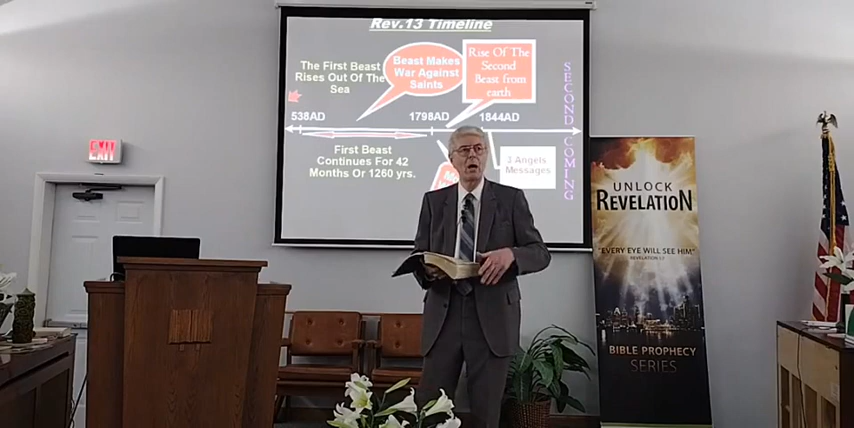 Rev.13 Timeline
The First Beast
Rises Out Of The
Sea
Beast Makes
War Against
Saints
Rise Of The
Second
Beast from
earth
538AD
1798AD
1844AD
First Beast
Continues For 42
Months Or 1260 yrs.
3 Angels
Messages
SECOND COMING
EXIT
UNLOCK
REVELATION
"EVERY EYE WILL SEE HIM"
REVELATION 1:7
BIBLE PROPHECY
SERIES